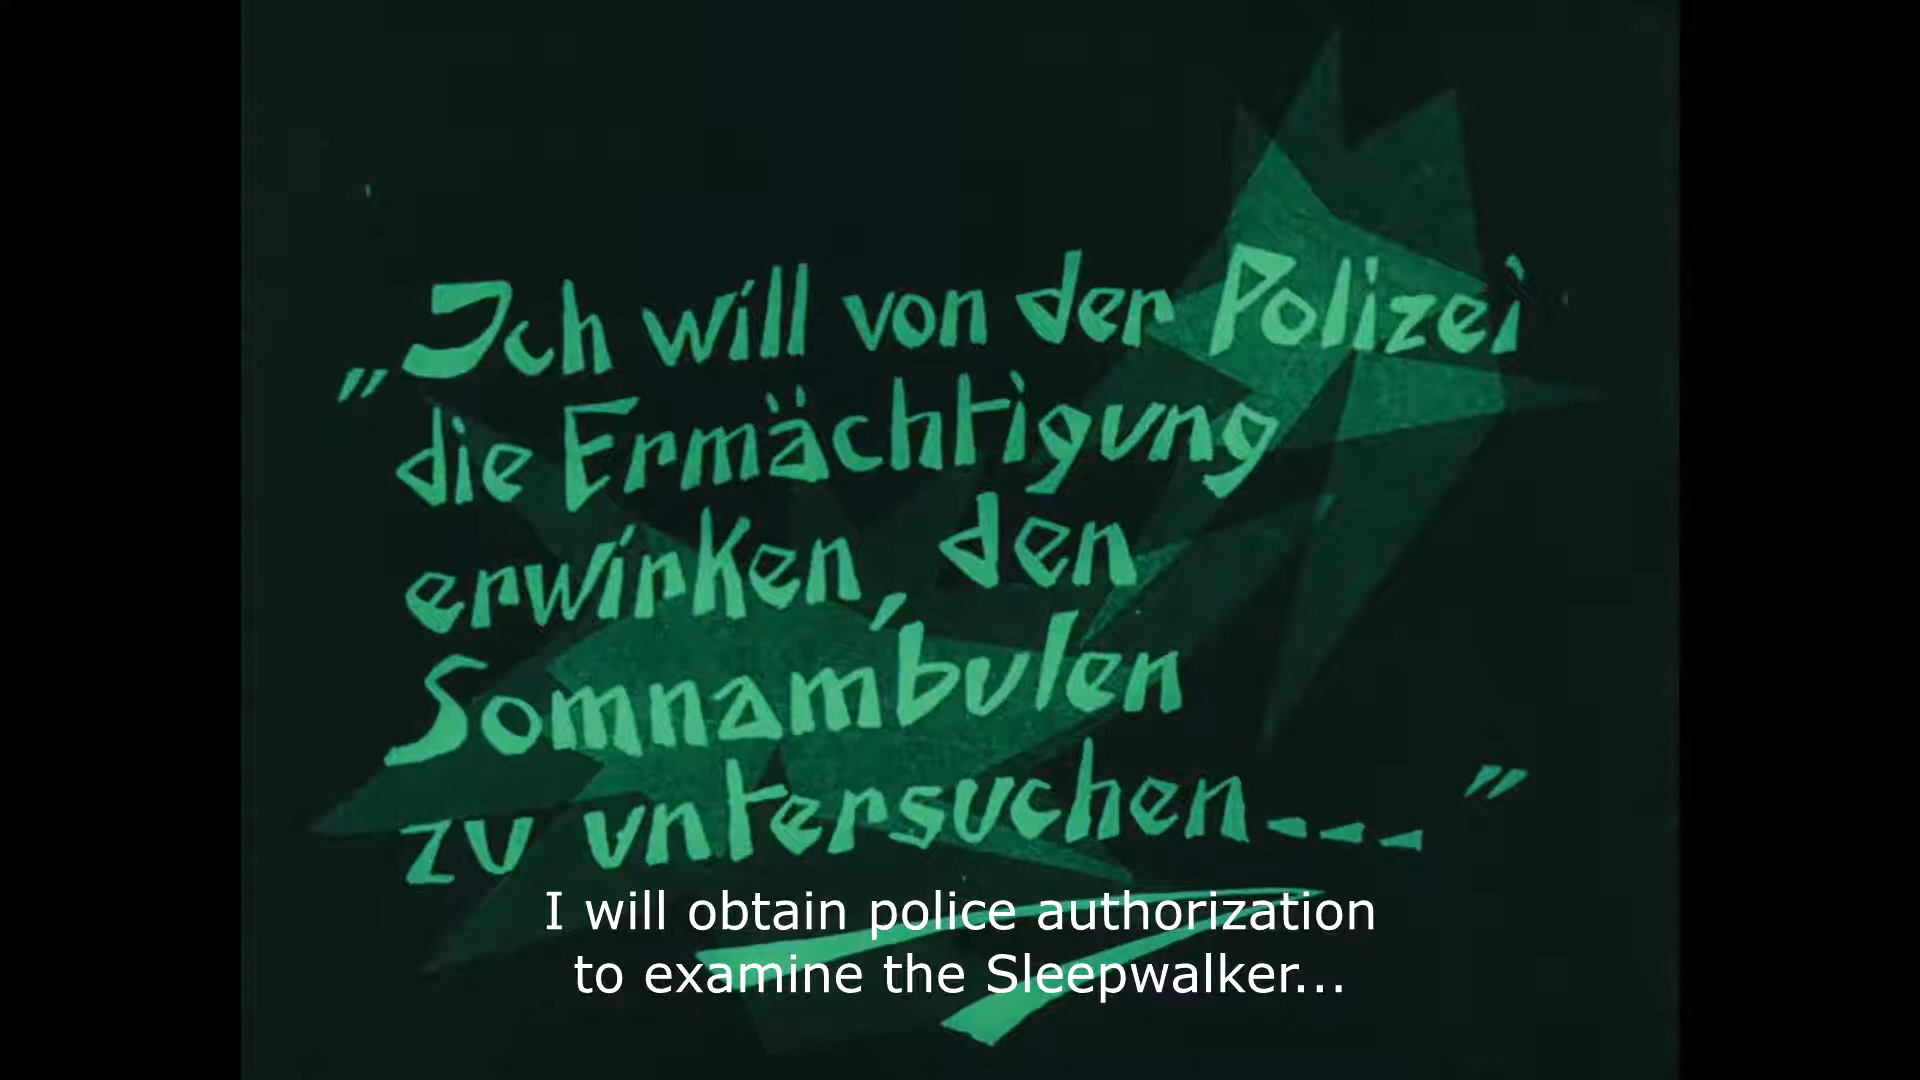 „Ich will von der Polizei
die Ermächtigung
erwirken, den
Somnambulen
zu untersuchen---"
I will obtain police authorization
to examine the Sleepwalker...